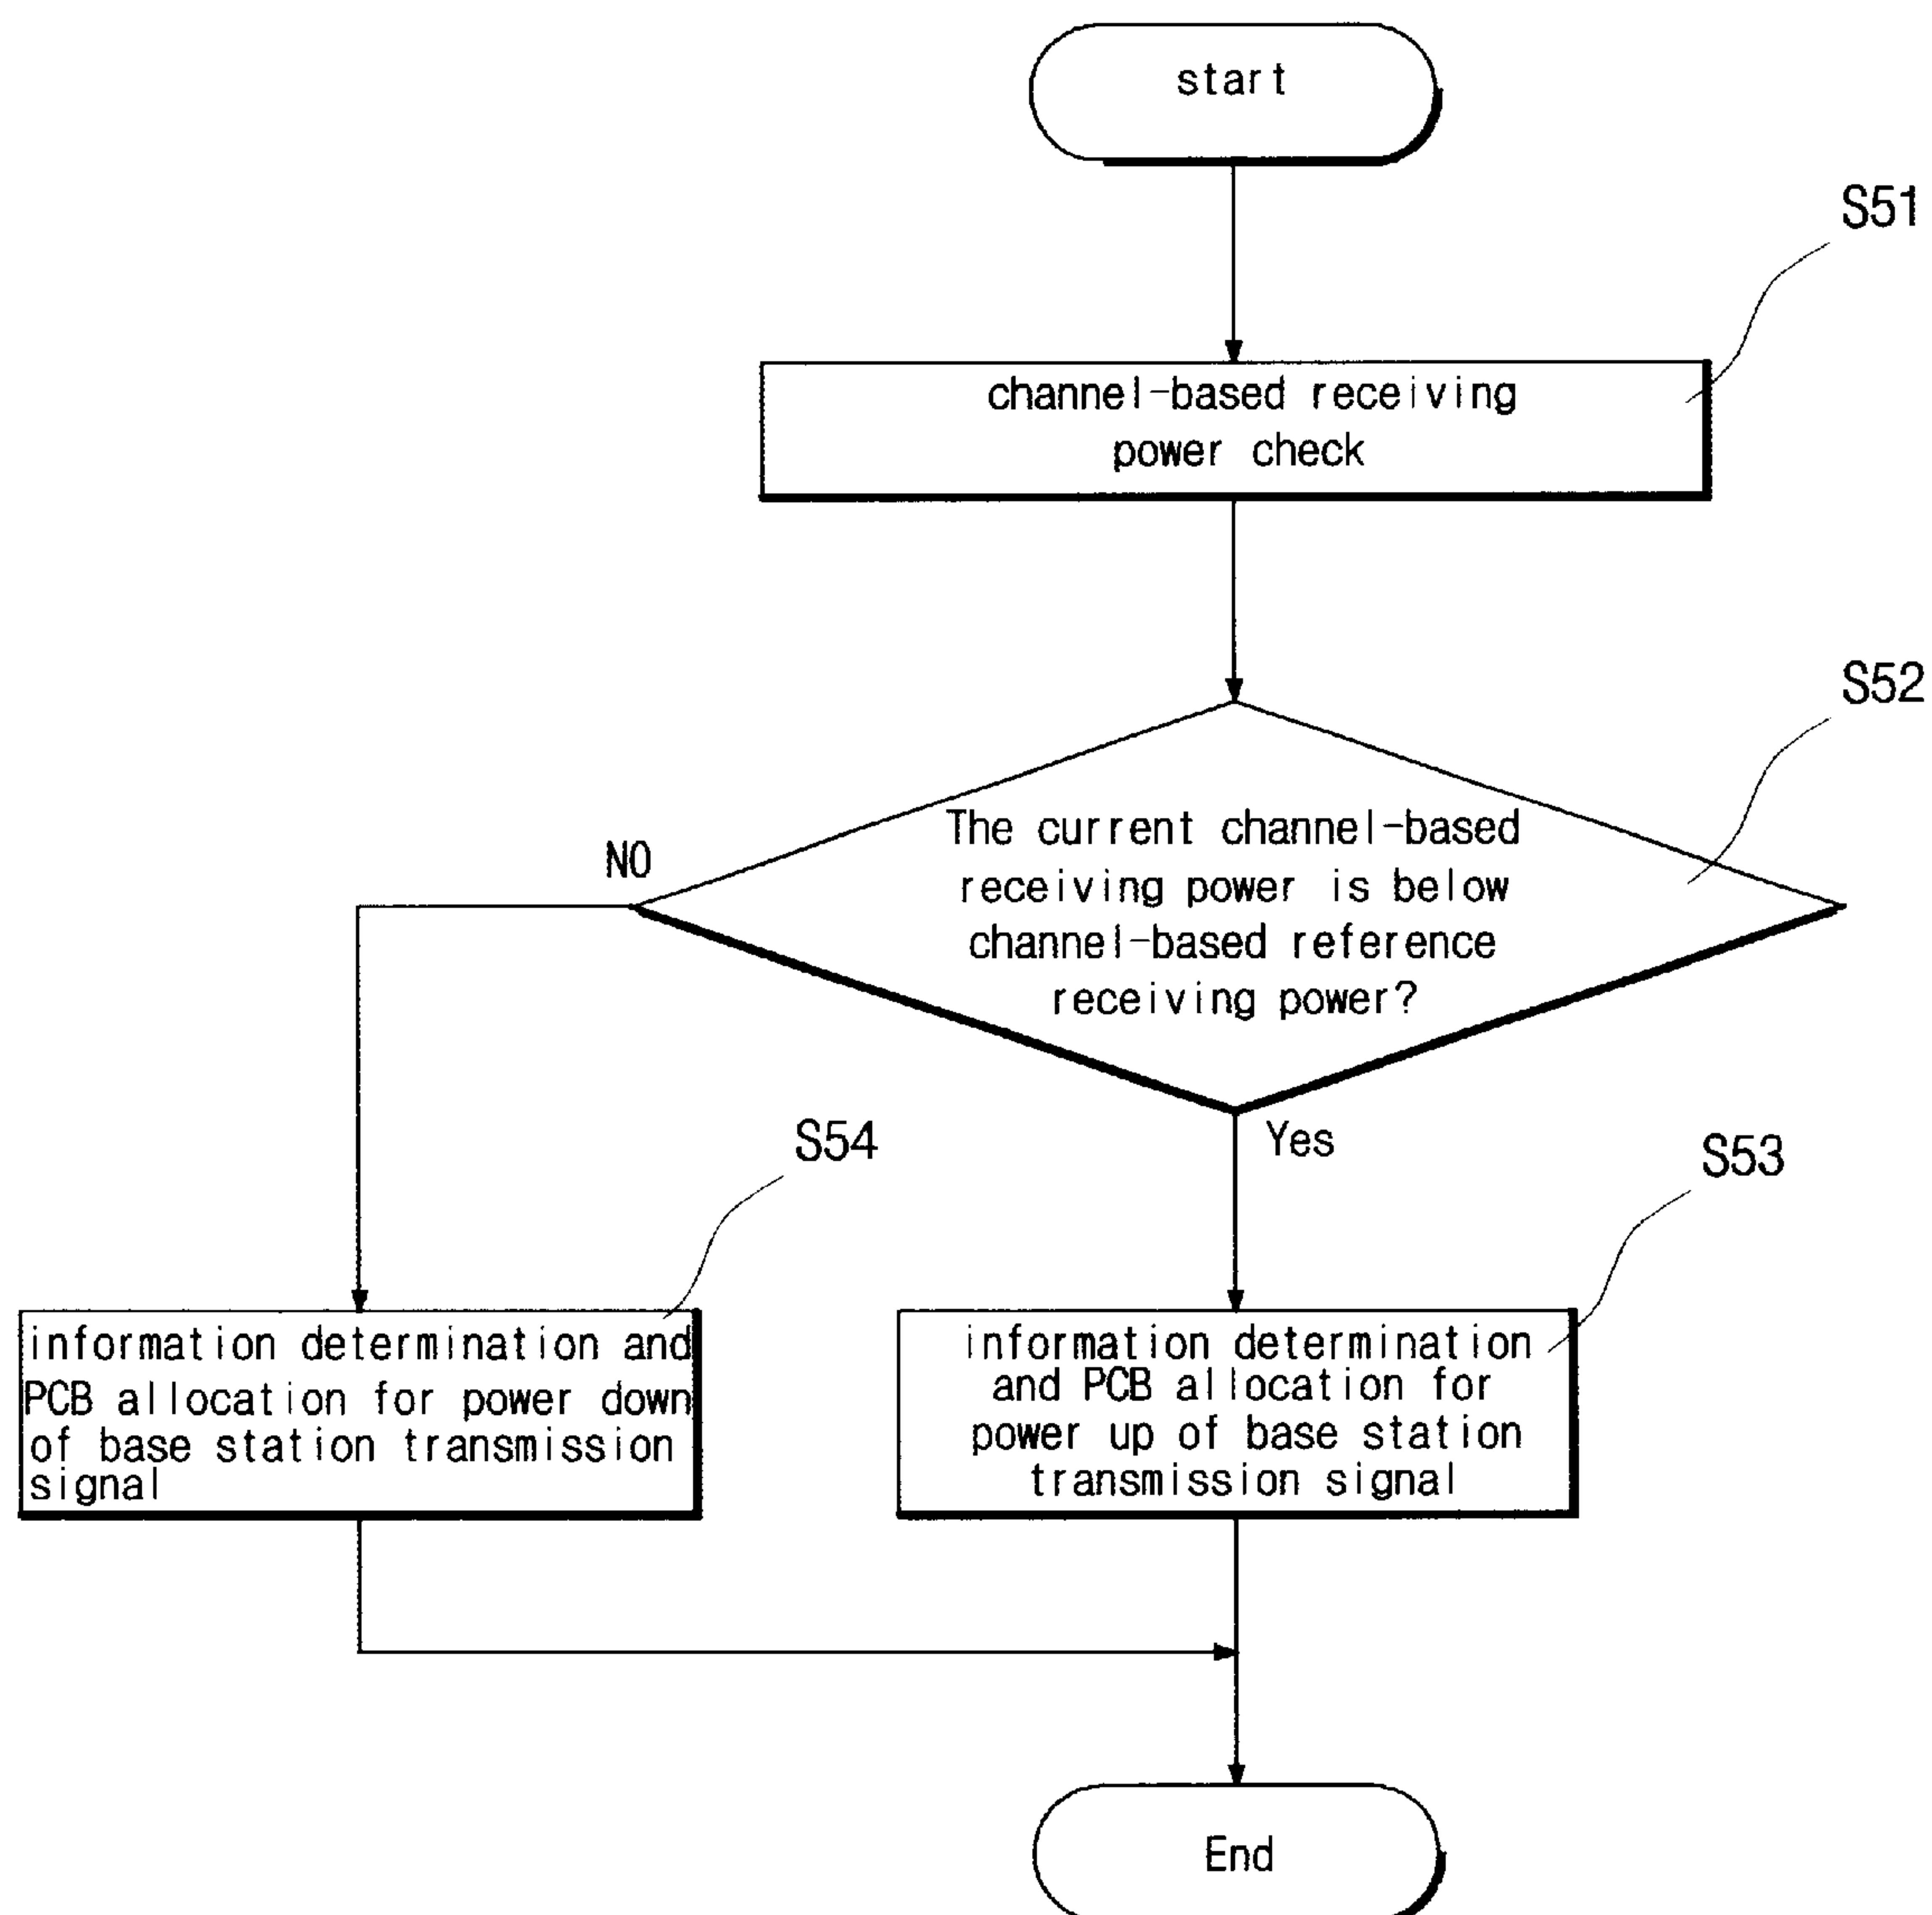 start
S51
channel-based receiving
power check
S52
The current channel-based
receiving power is below
channel-based reference
receiving power?
NO
Yes
S54
S53
information determination and
PCB allocation for power down
of base station transmission
signal
information determination
and PCB allocation for
power up of base station
transmission signal
End